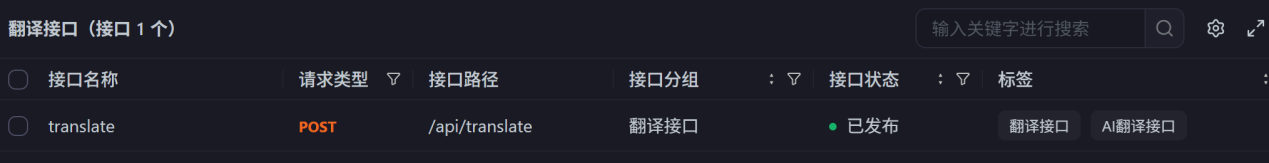 翻译接口（接口 1 个） 输入关键字进行搜索
接口名称 请求类型 接口路径 接口分组 接口状态 标签
translate POST /api/translate 翻译接口 已发布 翻译接口 AI翻译接口